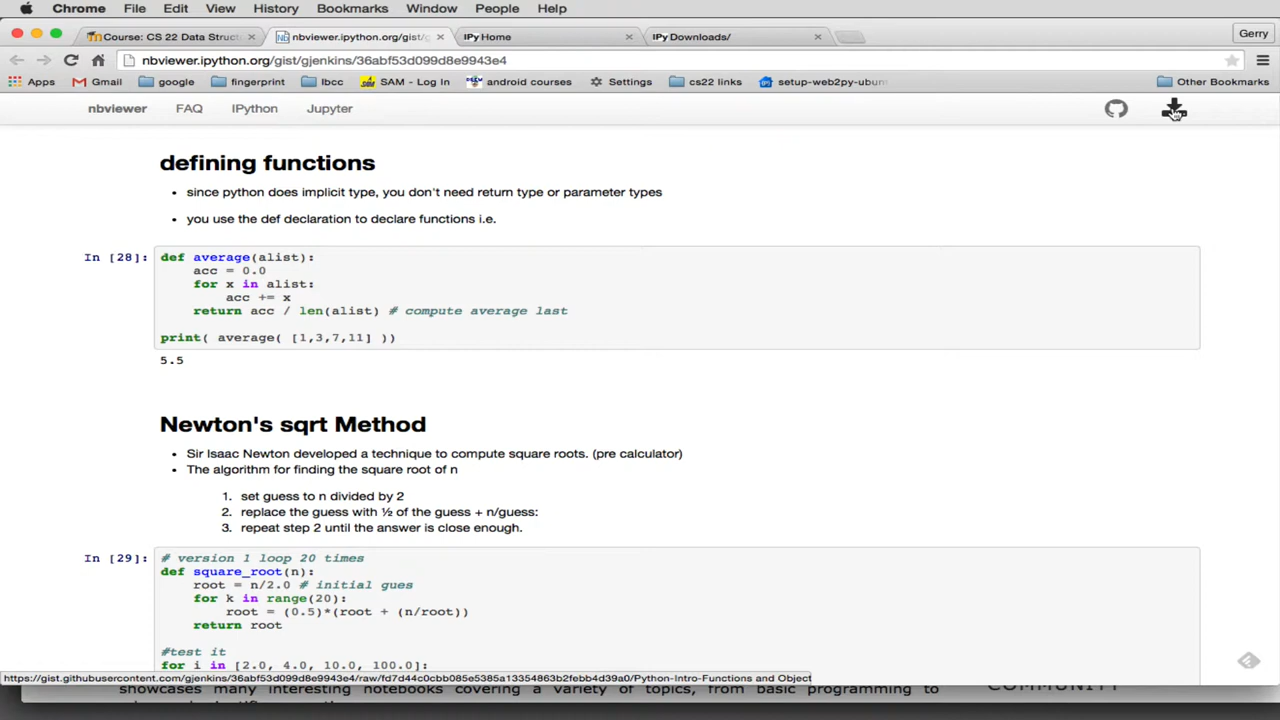 Chrome File Edit View History Bookmarks Window People Help
Course: CS 22 Data Struct
nbviewer.ipython.org/gist/g
IPy Home
IPy Downloads/
Gerry
nbviewer.ipython.org/gist/gjenkins/36abf53d099d8e9943e4
Apps Gmail google fingerprint lbcc SAM - Log In android courses Settings cs22 links setup-web2py-ubun Other Bookmarks
nbviewer FAQ IPython Jupyter
defining functions
• since python does implicit type, you don't need return type or parameter types
• you use the def declaration to declare functions i.e.
In [28]: def average(alist):
acc = 0.0
for x in alist:
acc += x
return acc / len(alist) # compute average last
print( average( [1,3,7,11] ))
5.5
Newton's sqrt Method
• Sir Isaac Newton developed a technique to compute square roots. (pre calculator)
• The algorithm for finding the square root of n
1. set guess to n divided by 2
2. replace the guess with ½ of the guess + n/guess:
3. repeat step 2 until the answer is close enough.
In [29]: # version 1 loop 20 times
def square_root(n):
root = n/2.0 # initial gues
for k in range(20):
root = (0.5)*(root + (n/root))
return root
#test it
for i in [2.0, 4.0, 10.0, 100.0]:
https://gist.githubusercontent.com/gjenkins/36abf53d099d8e9943e4/raw/fd7d44c0cbb085e5385a13354863b2febb4d39a0/Python-Intro-Functions and Object
showcases many interesting notebooks covering a variety of topics, from basic programming to
COMMUNITY